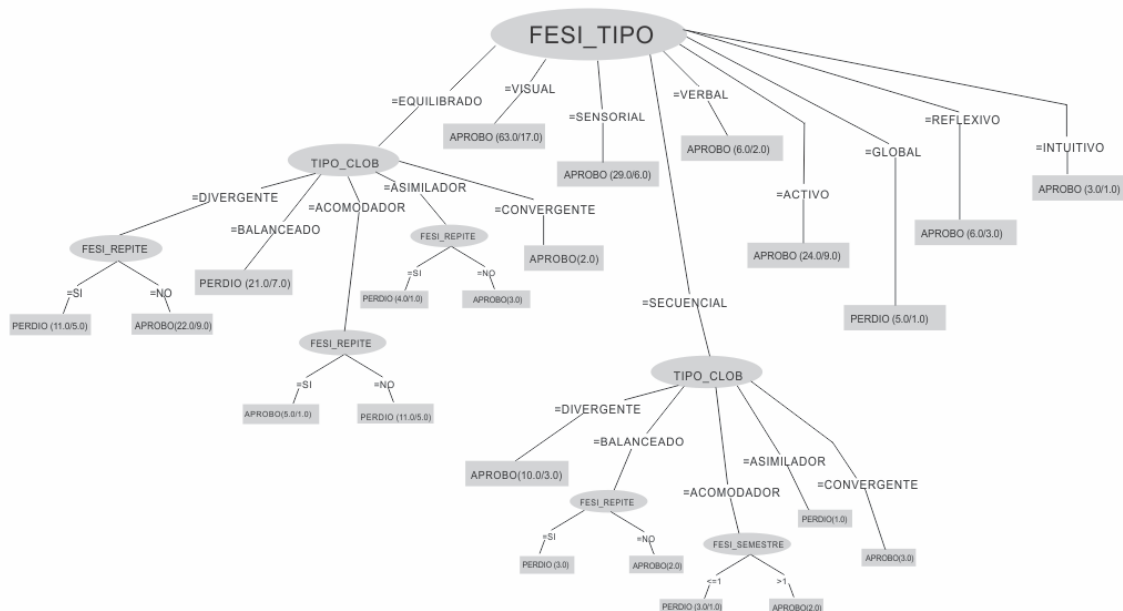 FESI_TIPO
=EQUILIBRADO
=VISUAL
=SENSORIAL
=VERBAL
=ACTIVO
=GLOBAL
=REFLEXIVO
=INTUITIVO
APROBO (63.0/17.0)
APROBO (29.0/6.0)
APROBO (6.0/2.0)
APROBO (24.0/9.0)
PERDIO (5.0/1.0)
APROBO (6.0/3.0)
APROBO (3.0/1.0)
TIPO_CLOB
=DIVERGENTE
=BALANCEADO
=ACOMODADOR
=ASIMILADOR
=CONVERGENTE
FESI_REPITE
=SI
=NO
PERDIO (11.0/5.0)
APROBO(22.0/9.0)
PERDIO (21.0/7.0)
FESI_REPITE
=SI
=NO
APROBO(5.0/1.0)
PERDIO (11.0/5.0)
FESI_REPITE
=SI
=NO
PERDIO (4.0/1.0)
APROBO(3.0)
APROBO(2.0)
=SECUENCIAL
TIPO_CLOB
=DIVERGENTE
=BALANCEADO
=ACOMODADOR
=ASIMILADOR
=CONVERGENTE
APROBO(10.0/3.0)
FESI_REPITE
=SI
=NO
PERDIO (3.0)
APROBO(2.0)
FESI_SEMESTRE
<=1
>1
PERDIO (3.0/1.0)
APROBO(2.0)
PERDIO(1.0)
APROBO(3.0)